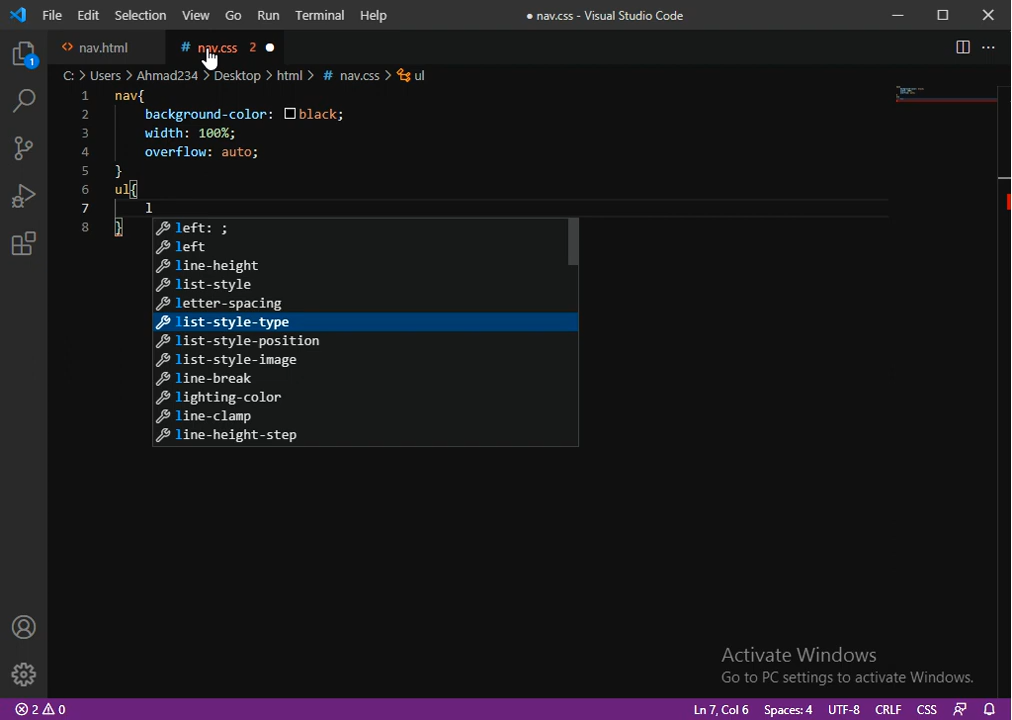 File Edit Selection View Go Run Terminal Help ● nav.css - Visual Studio Code
<> nav.html # nav.css 2 ●
C: > Users > Ahmad234 > Desktop > html > # nav.css > ul
1 nav{
2 background-color: black;
3 width: 100%;
4 overflow: auto;
5 }
6 ul{
7 l
8 }
left: ;
left
line-height
list-style
letter-spacing
list-style-type
list-style-position
list-style-image
line-break
lighting-color
line-clamp
line-height-step
1
Activate Windows
Go to PC settings to activate Windows.
2 0 Ln 7, Col 6 Spaces: 4 UTF-8 CRLF CSS